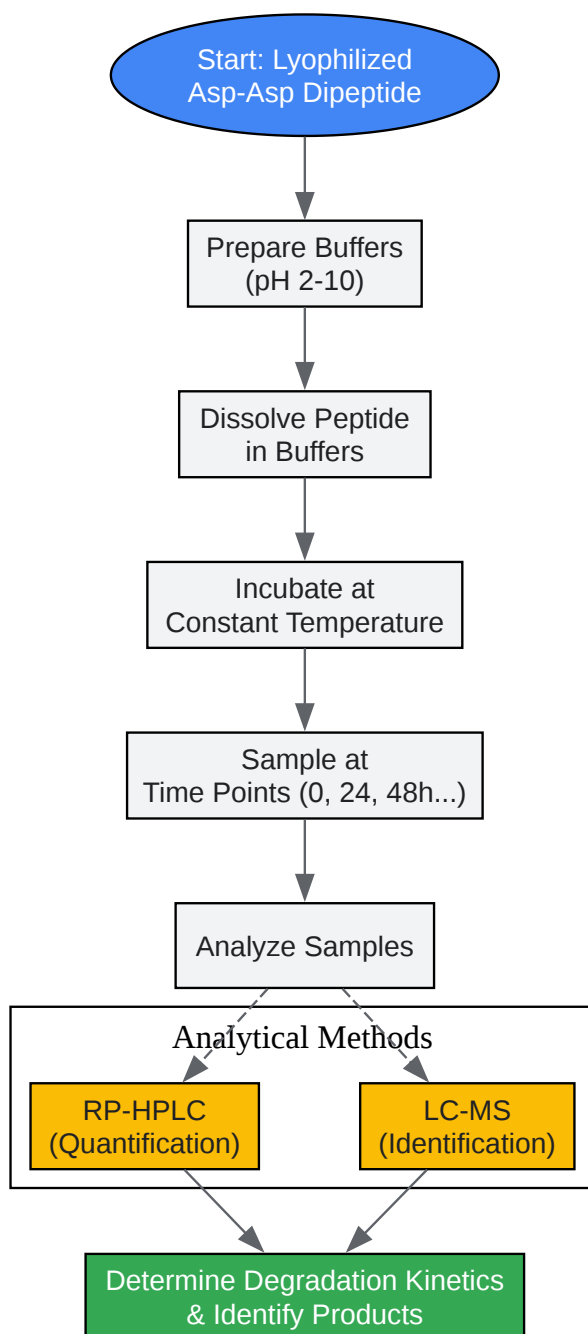 Start: Lyophilized
Asp-Asp Dipeptide
Prepare Buffers
(pH 2-10)
Dissolve Peptide
in Buffers
Incubate at
Constant Temperature
Sample at
Time Points (0, 24, 48h...)
Analyze Samples
Analytical Methods
RP-HPLC
(Quantification)
LC-MS
(Identification)
Determine Degradation Kinetics
& Identify Products